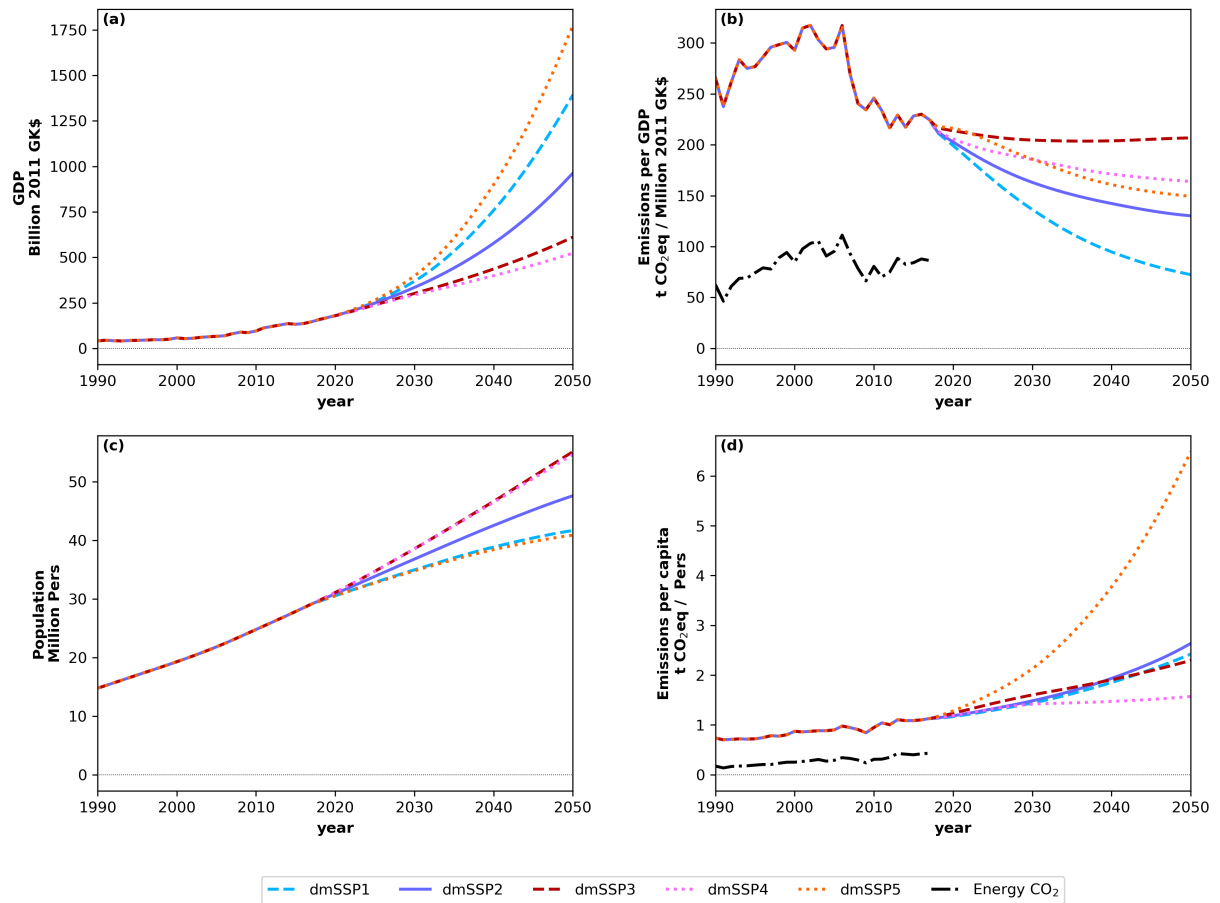 (a)
1750
1500
1250
1000
750
500
250
0
GDP
Billion 2011 GK$
1990 2000 2010 2020 2030 2040 2050
year
(b)
300
250
200
150
100
50
0
Emissions per GDP
t CO₂eq / Million 2011 GK$
1990 2000 2010 2020 2030 2040 2050
year
(c)
50
40
30
20
10
0
Population
Million Pers
1990 2000 2010 2020 2030 2040 2050
year
(d)
6
5
4
3
2
1
0
Emissions per capita
t CO₂eq / Pers
1990 2000 2010 2020 2030 2040 2050
year
dmSSP1 dmSSP2 dmSSP3 dmSSP4 dmSSP5 Energy CO₂